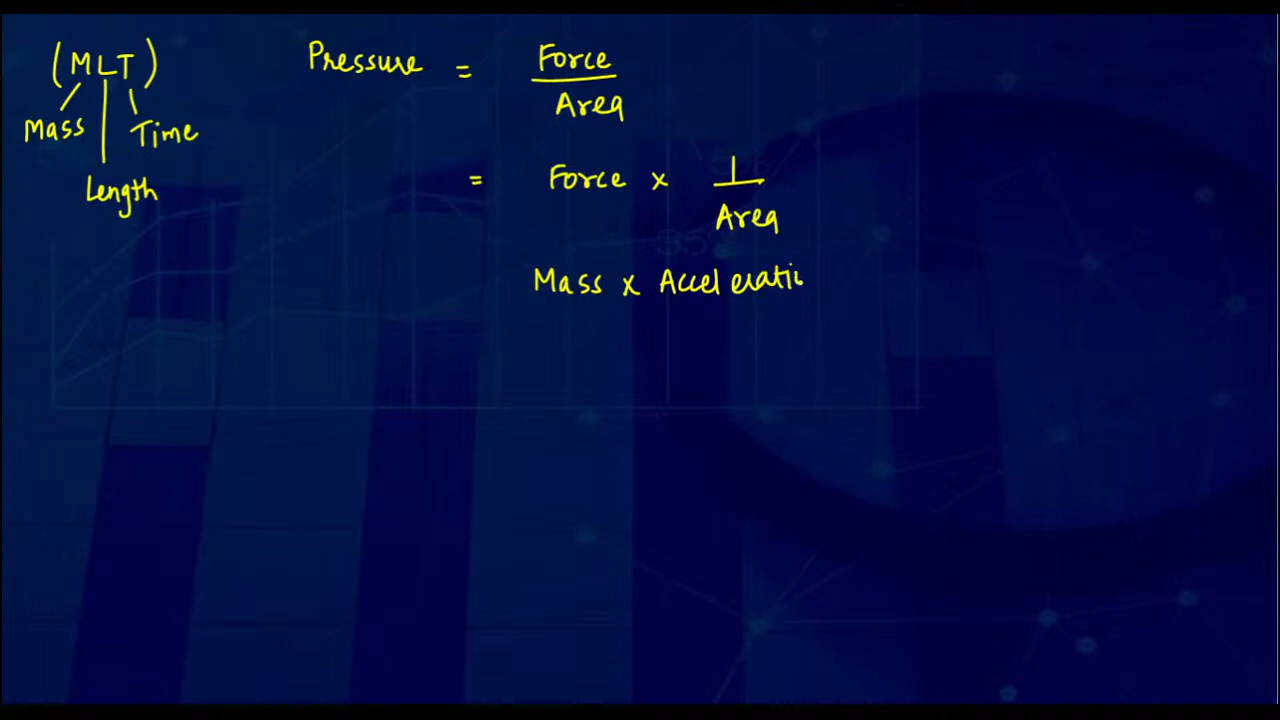 (MLT)
Mass Time
Length
Pressure = Force / Area
= Force x 1 / Area
Mass x Accelerati